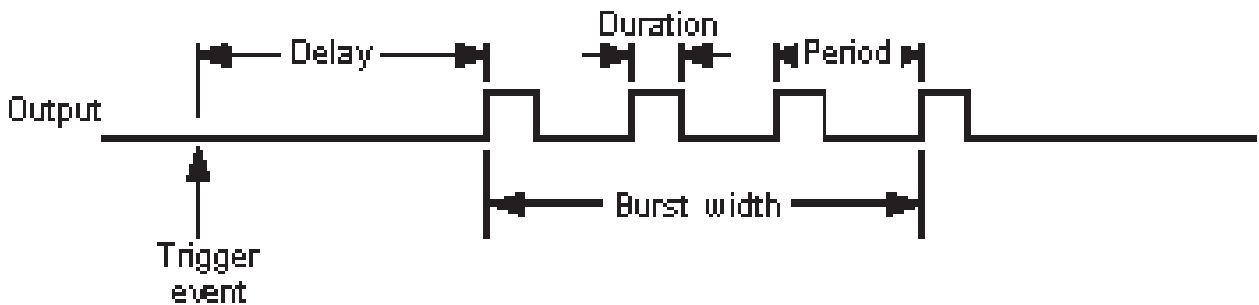 Duration
Delay
Period
Output
Burst width
Trigger
event